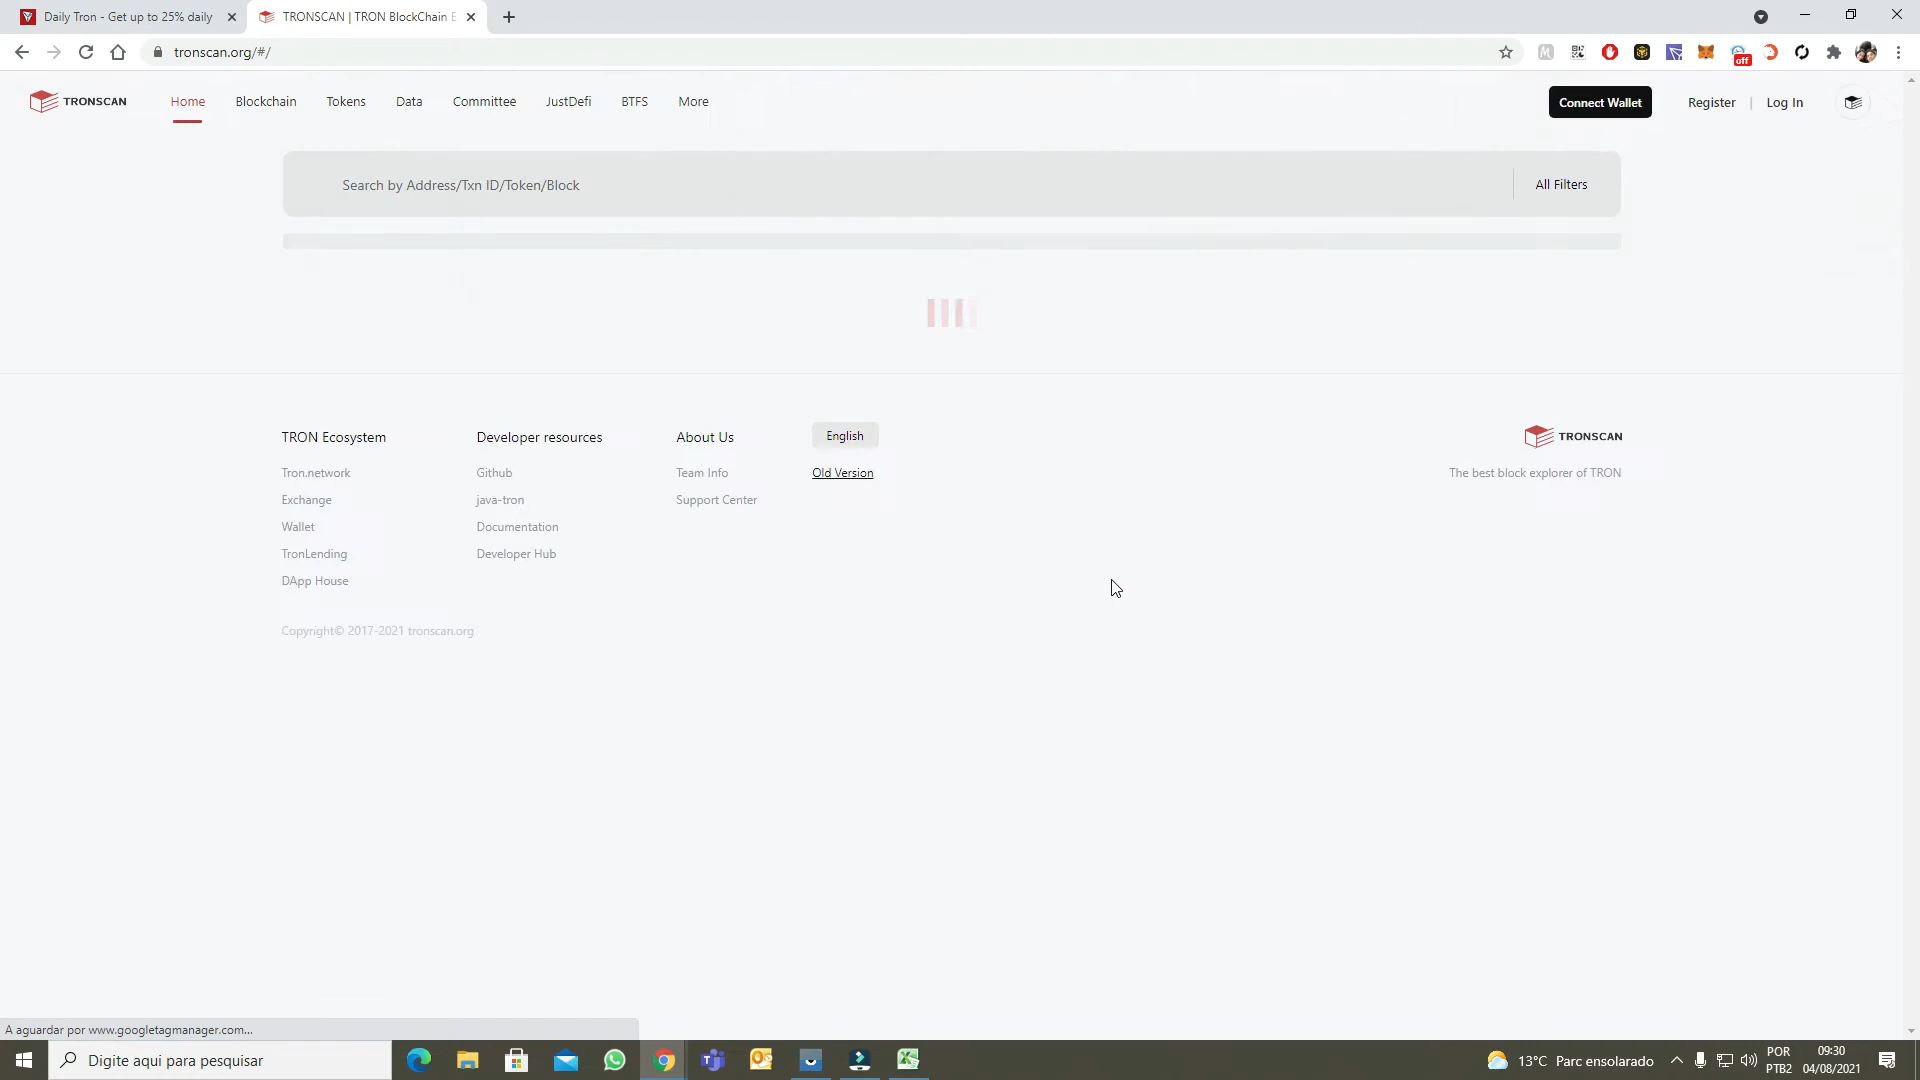 Daily Tron - Get up to 25% daily
TRONSCAN | TRON BlockChain E
tronscan.org/#/
off
TRONSCAN
Home
Blockchain
Tokens
Data
Committee
JustDefi
BTFS
More
Connect Wallet
Register
|
Log In
Search by Address/Txn ID/Token/Block
All Filters
TRON Ecosystem
Tron.network
Exchange
Wallet
TronLending
DApp House
Developer resources
Github
java-tron
Documentation
Developer Hub
About Us
Team Info
Support Center
English
Old Version
TRONSCAN
The best block explorer of TRON
Copyright© 2017-2021 tronscan.org
A aguardar por www.googletagmanager.com...
Digite aqui para pesquisar
13°C Parc ensolarado
POR
PTB2
09:30
04/08/2021